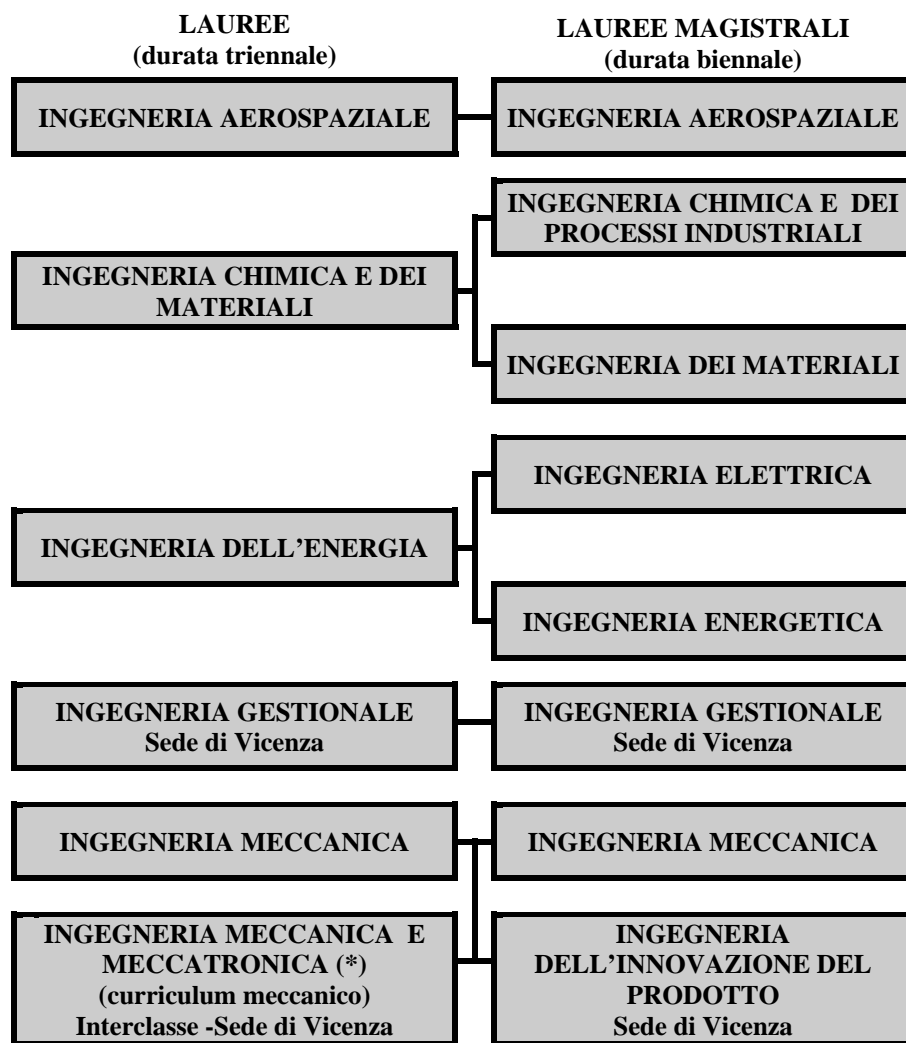 LAUREE
(durata triennale)
LAUREE MAGISTRALI
(durata biennale)
INGEGNERIA AEROSPAZIALE
INGEGNERIA AEROSPAZIALE
INGEGNERIA CHIMICA E DEI
MATERIALI
INGEGNERIA CHIMICA E DEI
PROCESSI INDUSTRIALI
INGEGNERIA DEI MATERIALI
INGEGNERIA DELL'ENERGIA
INGEGNERIA ELETTRICA
INGEGNERIA ENERGETICA
INGEGNERIA GESTIONALE
Sede di Vicenza
INGEGNERIA GESTIONALE
Sede di Vicenza
INGEGNERIA MECCANICA
INGEGNERIA MECCANICA
INGEGNERIA MECCANICA E
MECCATRONICA (*)
(curriculum meccanico)
Interclasse -Sede di Vicenza
INGEGNERIA
DELL'INNOVAZIONE DEL
PRODOTTO
Sede di Vicenza